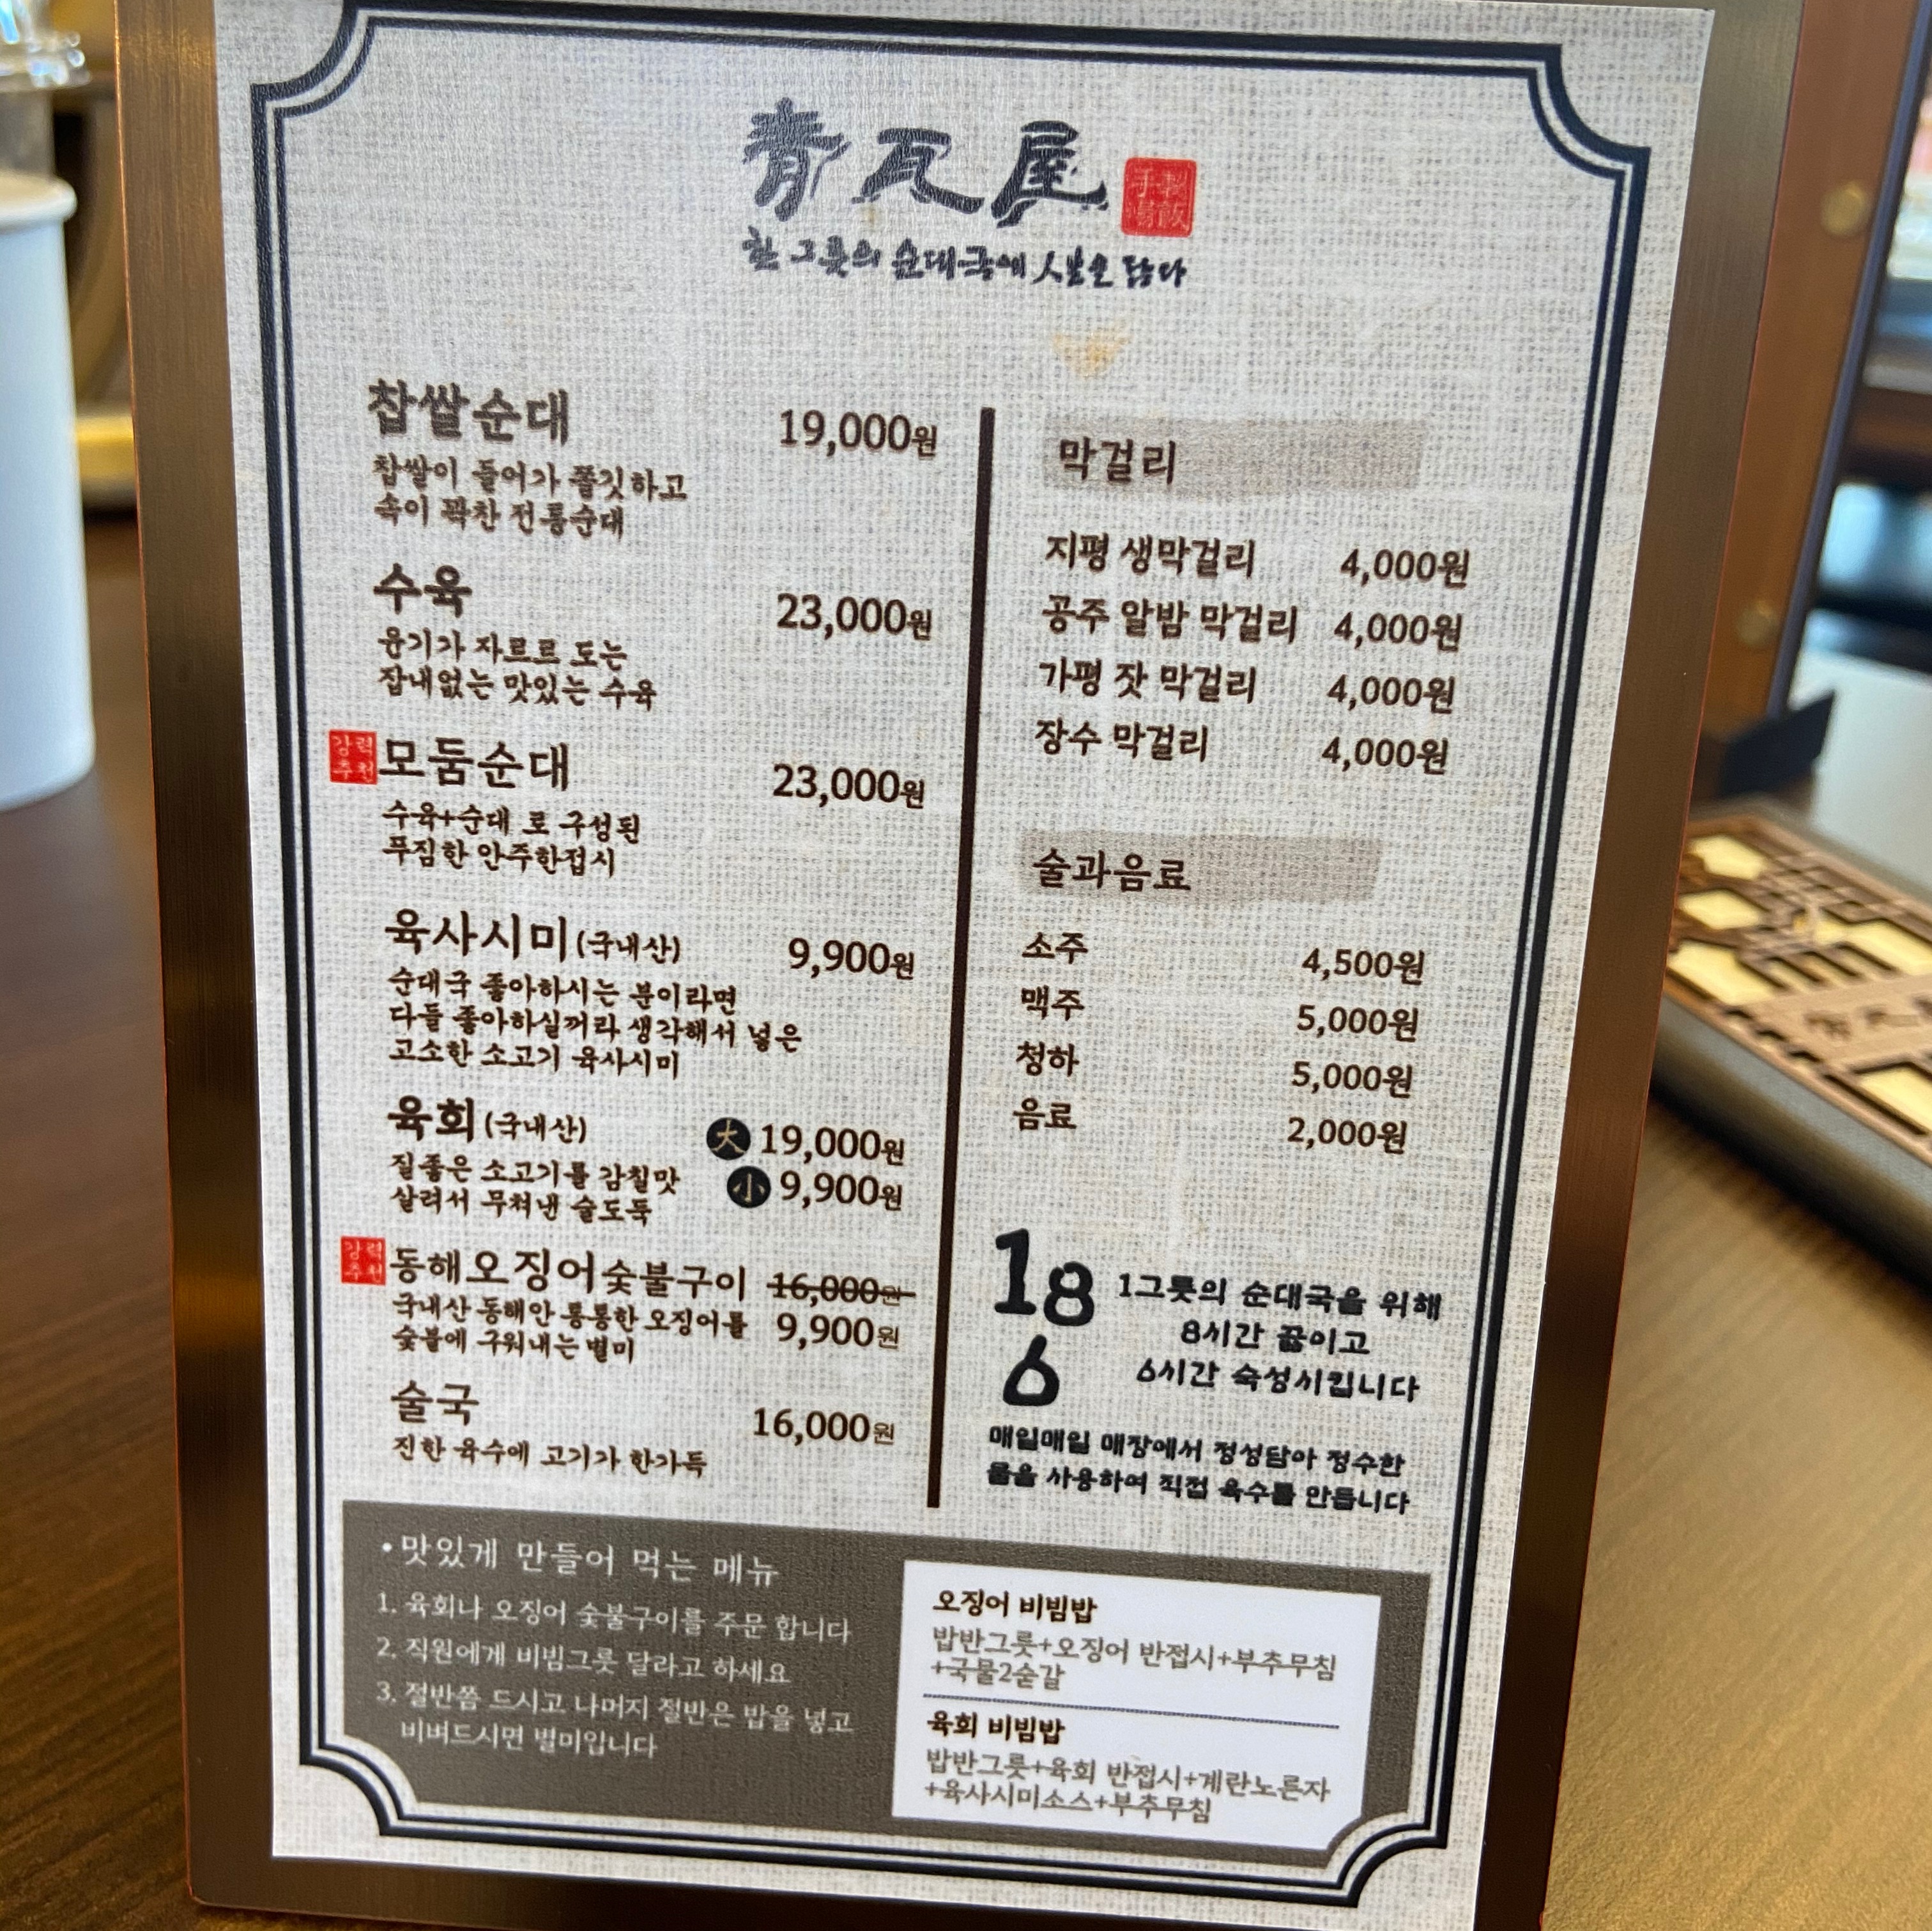 青瓦屋
手製
湯飯
한 그릇의 순대국에 人生을 담다
찹쌀순대 19,000원
찹쌀이 들어가 쫄깃하고
속이 꽉찬 전통순대
수육 23,000원
윤기가 자르르 도는
잡내없는 맛있는 수육
강력
추천
모둠순대 23,000원
수육+순대 로 구성된
푸짐한 안주한접시
육사시미(국내산) 9,900원
순대국 좋아하시는 분이라면
다들 좋아하실꺼라 생각해서 넣은
고소한 소고기 육사시미
육회(국내산) 大 19,000원
小 9,900원
질좋은 소고기를 감칠맛
살려서 무쳐낸 술도둑
강력
추천
동해오징어숯불구이 16,000원
국내산 동해안 통통한 오징어를 9,900원
숯불에 구워내는 별미
술국 16,000원
진한 육수에 고기가 한가득
막걸리
지평 생막걸리 4,000원
공주 알밤 막걸리 4,000원
가평 잣 막걸리 4,000원
장수 막걸리 4,000원
술과음료
소주 4,500원
맥주 5,000원
청하 5,000원
음료 2,000원
18
6
1그릇의 순대국을 위해
8시간 끓이고
6시간 숙성시킵니다
매일매일 매장에서 정성담아 정수한
물을 사용하여 직접 육수를 만듭니다
•맛있게 만들어 먹는 메뉴
1. 육회나 오징어 숯불구이를 주문 합니다
2. 직원에게 비빔그릇 달라고 하세요
3. 절반쯤 드시고 나머지 절반은 밥을 넣고
비벼드시면 별미입니다
오징어 비빔밥
밥반그릇+오징어 반접시+부추무침
+국물2숟갈
육회 비빔밥
밥반그릇+육회 반접시+계란노른자
+육사시미소스+부추무침